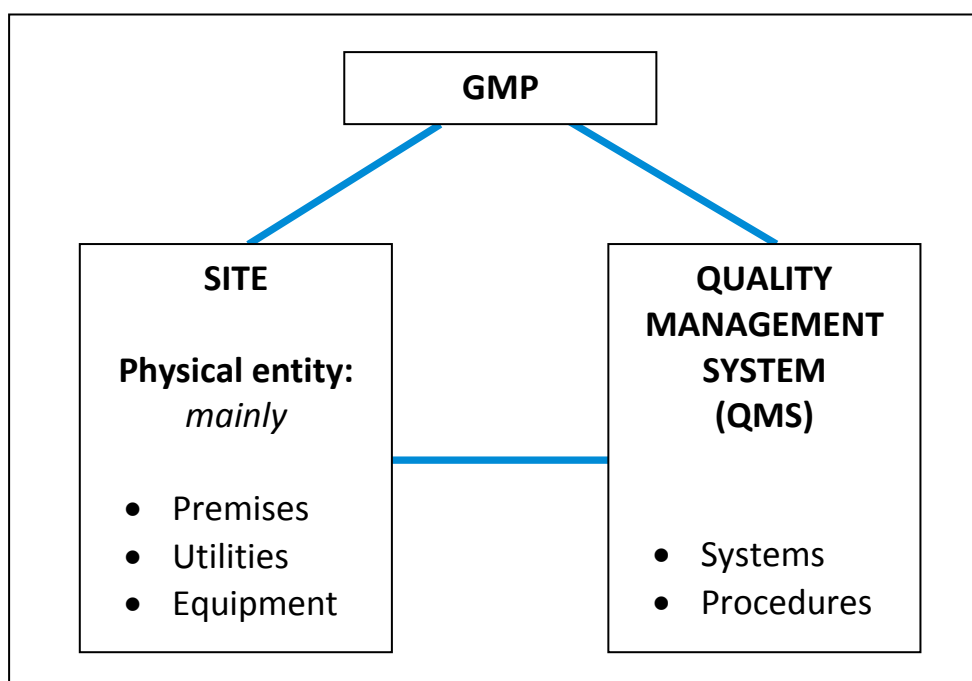 GMP
SITE
Physical entity:
mainly
• Premises
• Utilities
• Equipment
QUALITY
MANAGEMENT
SYSTEM
(QMS)
• Systems
• Procedures